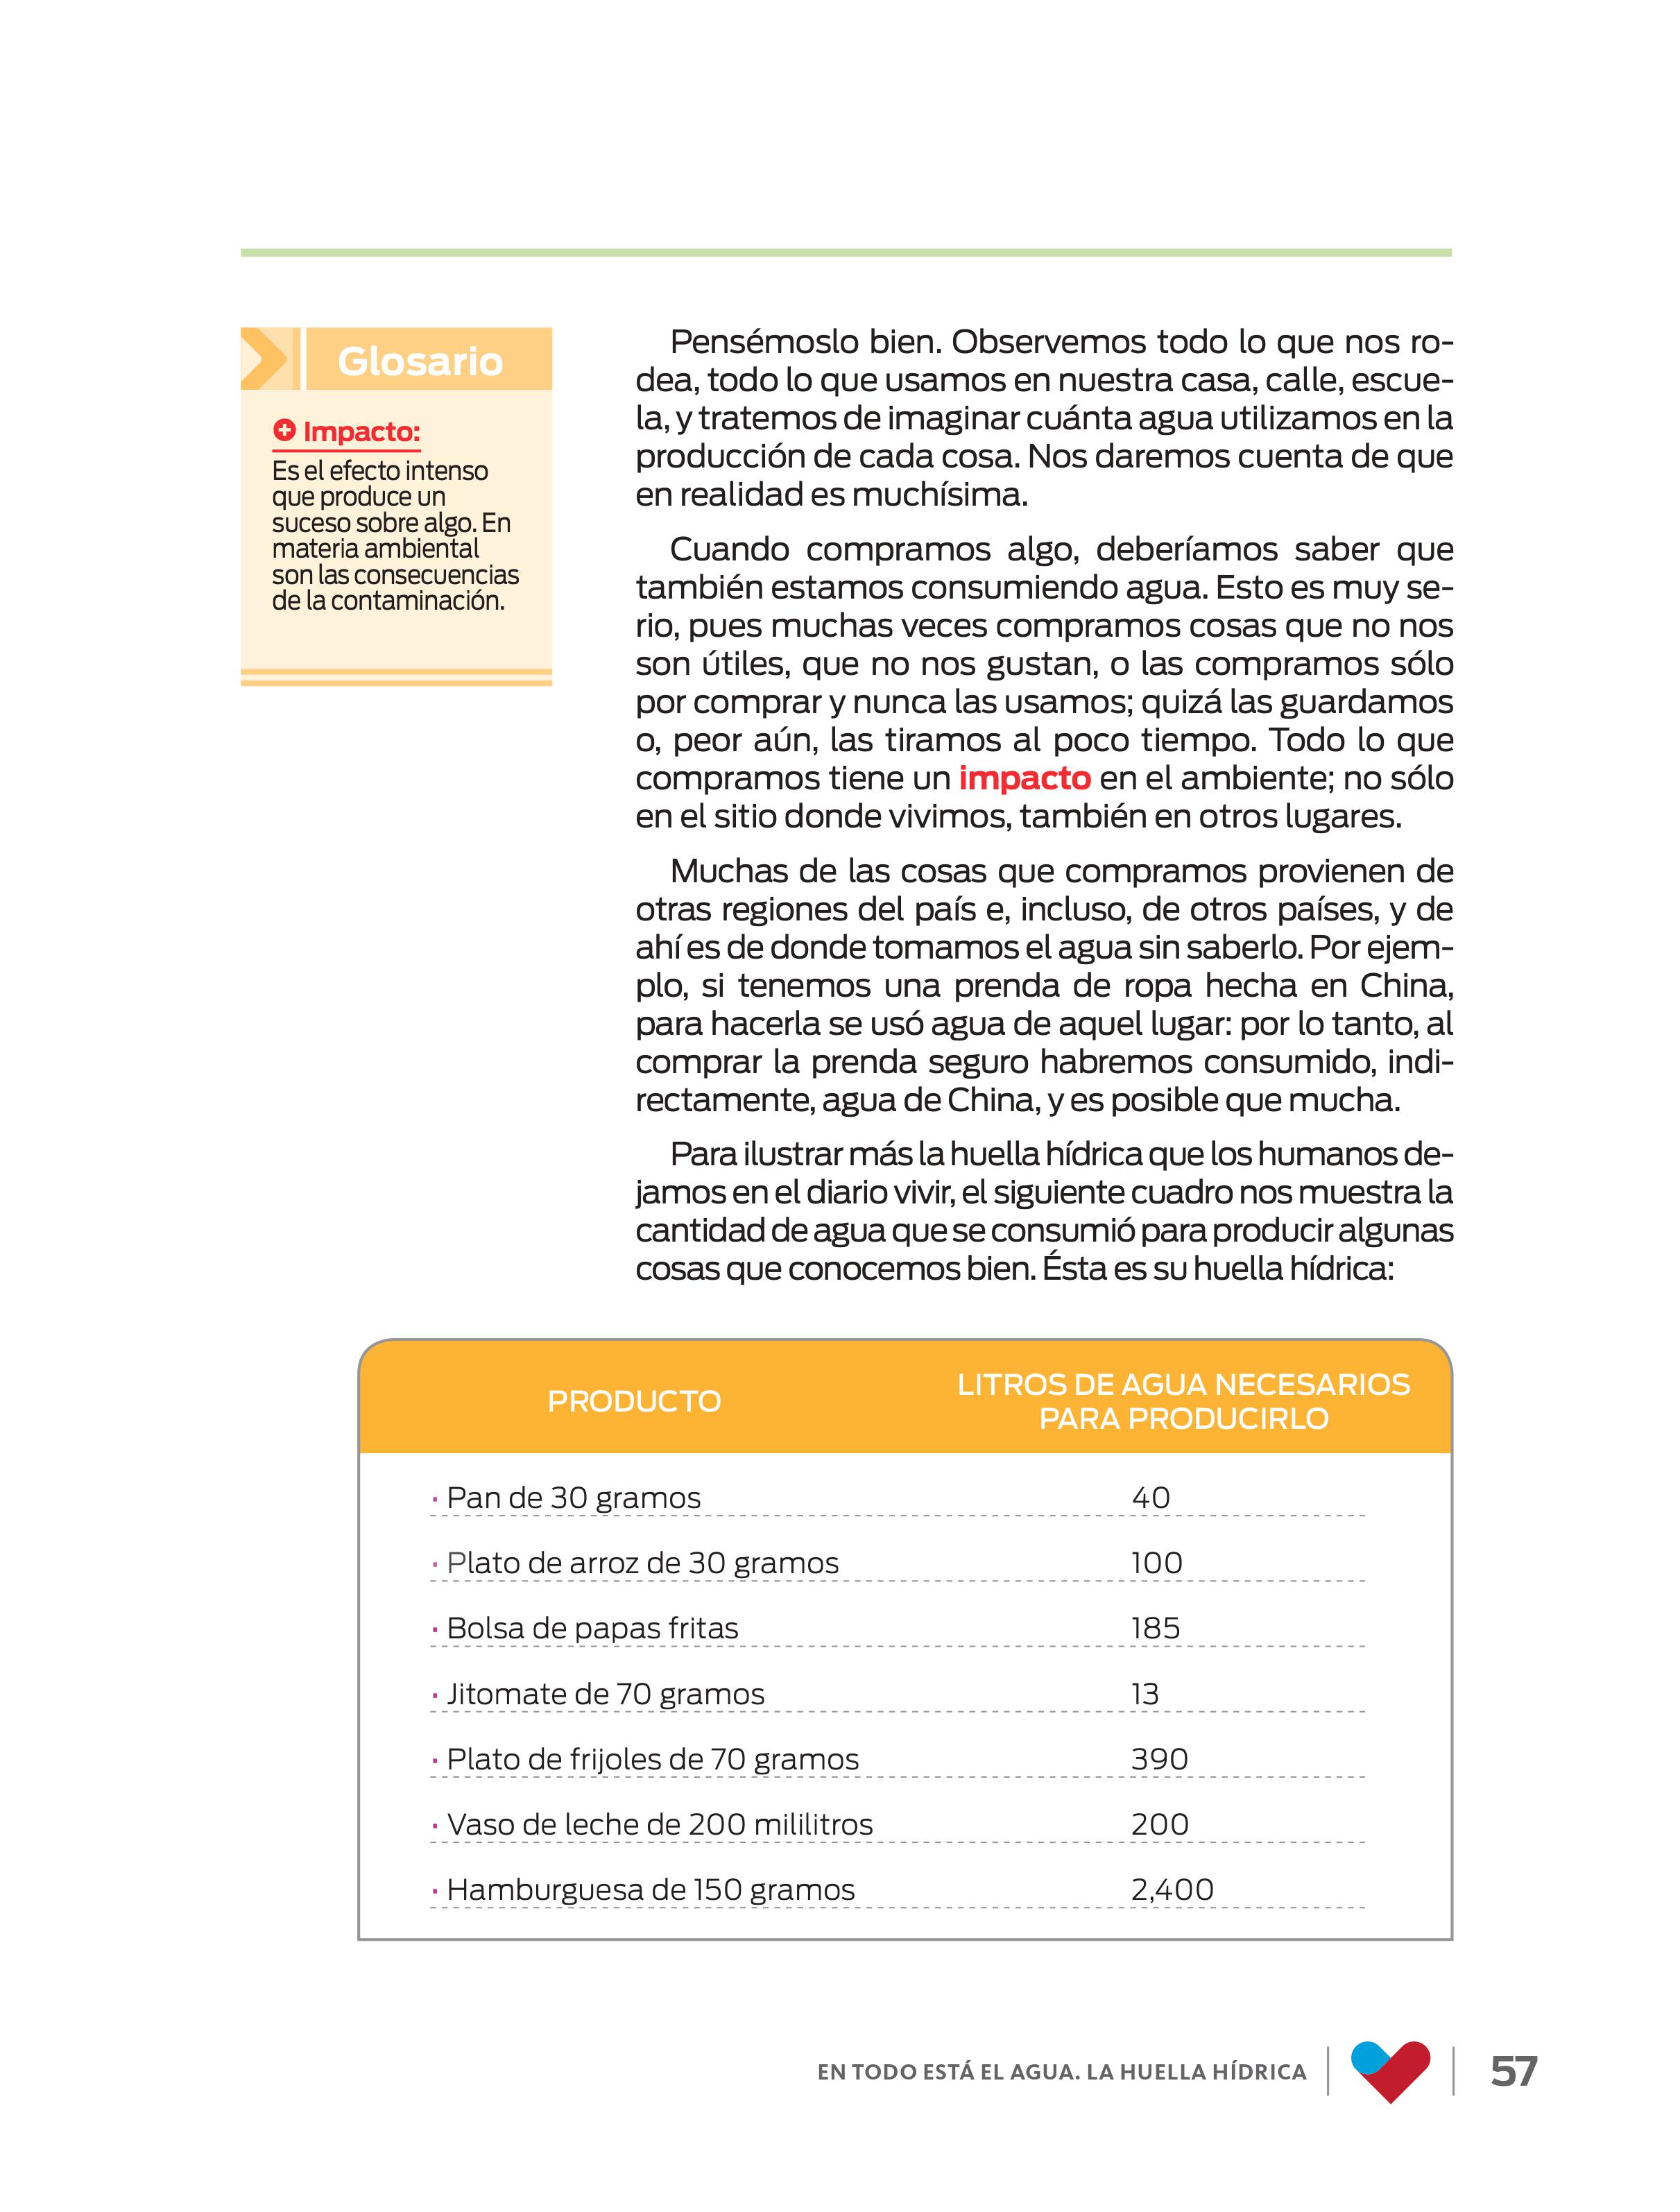 Glosario
Impacto:
Es el efecto intenso
que produce un
suceso sobre algo. En
materia ambiental
son las consecuencias
de la contaminación.
Pensémoslo bien. Observemos todo lo que nos ro-
dea, todo lo que usamos en nuestra casa, calle, escue-
la, y tratemos de imaginar cuánta agua utilizamos en la
producción de cada cosa. Nos daremos cuenta de que
en realidad es muchísima.
Cuando compramos algo, deberíamos saber que
también estamos consumiendo agua. Esto es muy se-
rio, pues muchas veces compramos cosas que no nos
son útiles, que no nos gustan, o las compramos sólo
por comprar y nunca las usamos; quizá las guardamos
o, peor aún, las tiramos al poco tiempo. Todo lo que
compramos tiene un impacto en el ambiente; no sólo
en el sitio donde vivimos, también en otros lugares.
Muchas de las cosas que compramos provienen de
otras regiones del país e, incluso, de otros países, y de
ahí es de donde tomamos el agua sin saberlo. Por ejem-
plo, si tenemos una prenda de ropa hecha en China,
para hacerla se usó agua de aquel lugar: por lo tanto, al
comprar la prenda seguro habremos consumido, indi-
rectamente, agua de China, y es posible que mucha.
Para ilustrar más la huella hídrica que los humanos de-
jamos en el diario vivir, el siguiente cuadro nos muestra la
cantidad de agua que se consumió para producir algunas
cosas que conocemos bien. Ésta es su huella hídrica:
PRODUCTO
LITROS DE AGUA NECESARIOS
PARA PRODUCIRLO
· Pan de 30 gramos 40
· Plato de arroz de 30 gramos 100
· Bolsa de papas fritas 185
· Jitomate de 70 gramos 13
· Plato de frijoles de 70 gramos 390
· Vaso de leche de 200 mililitros 200
· Hamburguesa de 150 gramos 2,400
EN TODO ESTÁ EL AGUA. LA HUELLA HÍDRICA 57